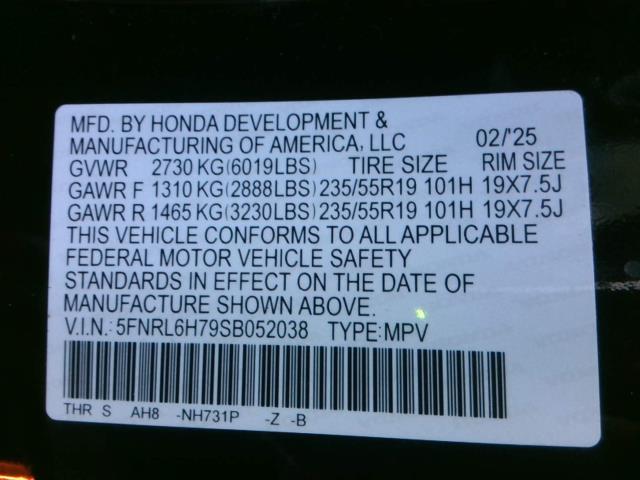 MFD. BY HONDA DEVELOPMENT &
MANUFACTURING OF AMERICA, LLC 02/'25
GVWR 2730 KG(6019LBS) TIRE SIZE RIM SIZE
GAWR F 1310 KG(2888LBS) 235/55R19 101H 19X7.5J
GAWR R 1465 KG(3230LBS) 235/55R19 101H 19X7.5J
THIS VEHICLE CONFORMS TO ALL APPLICABLE
FEDERAL MOTOR VEHICLE SAFETY
STANDARDS IN EFFECT ON THE DATE OF
MANUFACTURE SHOWN ABOVE.
V.I.N.: 5FNRL6H79SB052038 TYPE:MPV
THR S AH8 -NH731P -Z -B